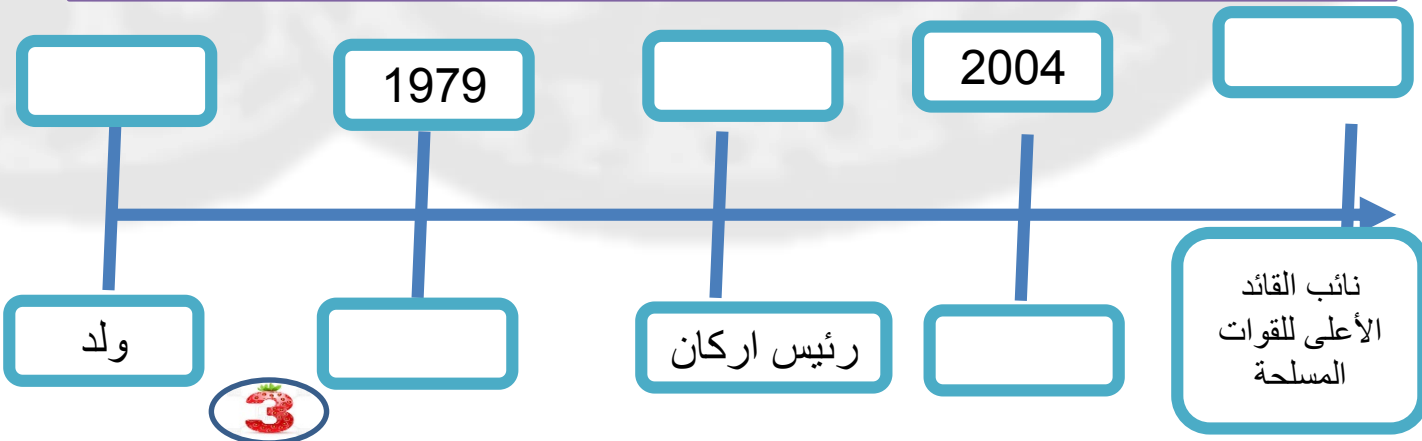 1979
2004
ولد
رئيس اركان
نائب القائد
الأعلى للقوات
المسلحة
3